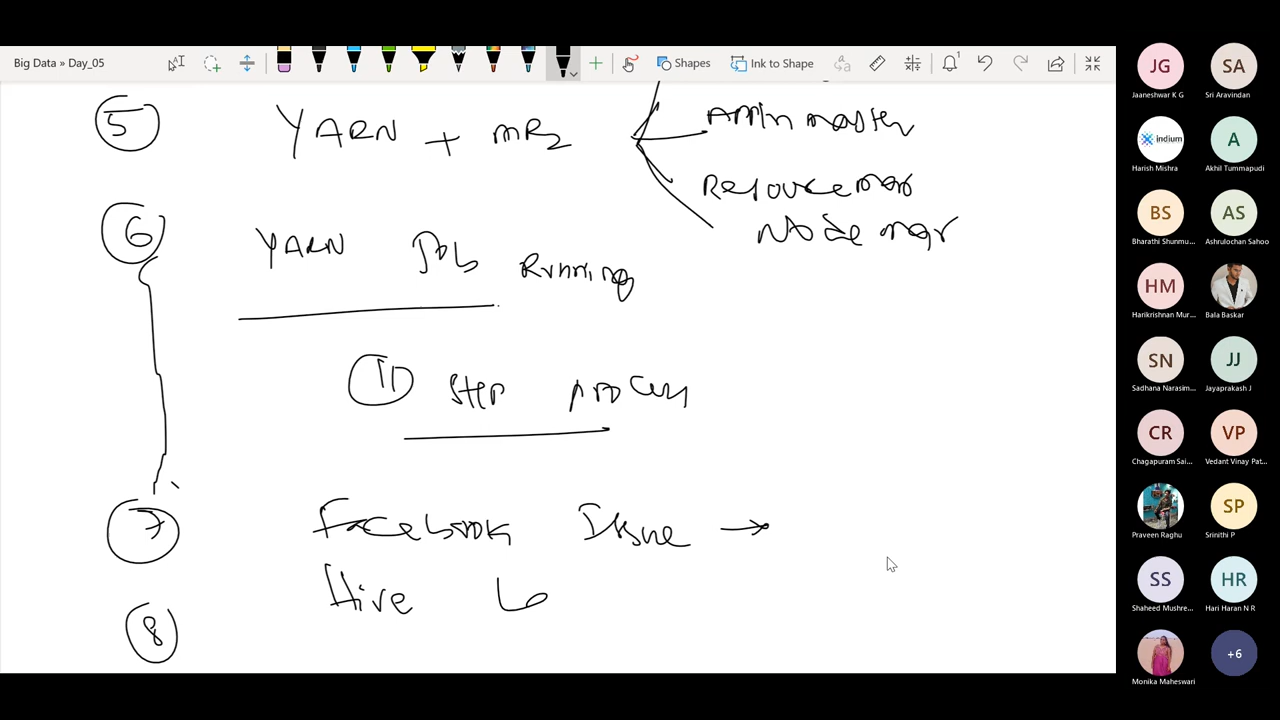 Big Data » Day_05
Shapes
Ink to Shape
5 YARN + MR2
Appln master
Resource mgr
Node mgr
6 YARN Job Running
11 Step process
7 Facebook Issue →
Hive
8
JG
Jaaneshwar K G
SA
Sri Aravindan
indium
Harish Mishra
A
Akhil Tummapudi
BS
Bharathi Shunmu...
AS
Ashrulochan Sahoo
HM
Harikrishnan Mur...
Bala Baskar
SN
Sadhana Narasim...
JJ
Jayaprakash J
CR
Chagapuram Sai...
VP
Vedant Vinay Pat...
Praveen Raghu
SP
Srinithi P
SS
Shaheed Mushre...
HR
Hari Haran N R
Monika Maheswari
+6